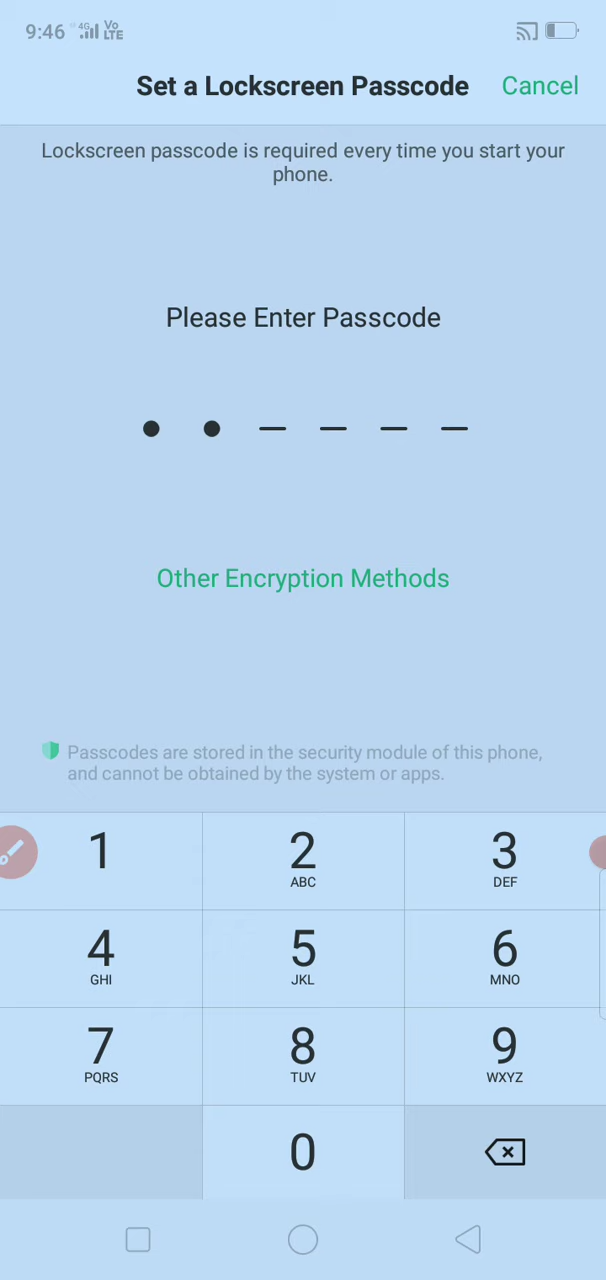 9:46 4G Vo LTE
Set a Lockscreen Passcode Cancel
Lockscreen passcode is required every time you start your
phone.
Please Enter Passcode
Other Encryption Methods
Passcodes are stored in the security module of this phone,
and cannot be obtained by the system or apps.
1 2 3
ABC DEF
4 5 6
GHI JKL MNO
7 8 9
PQRS TUV WXYZ
0